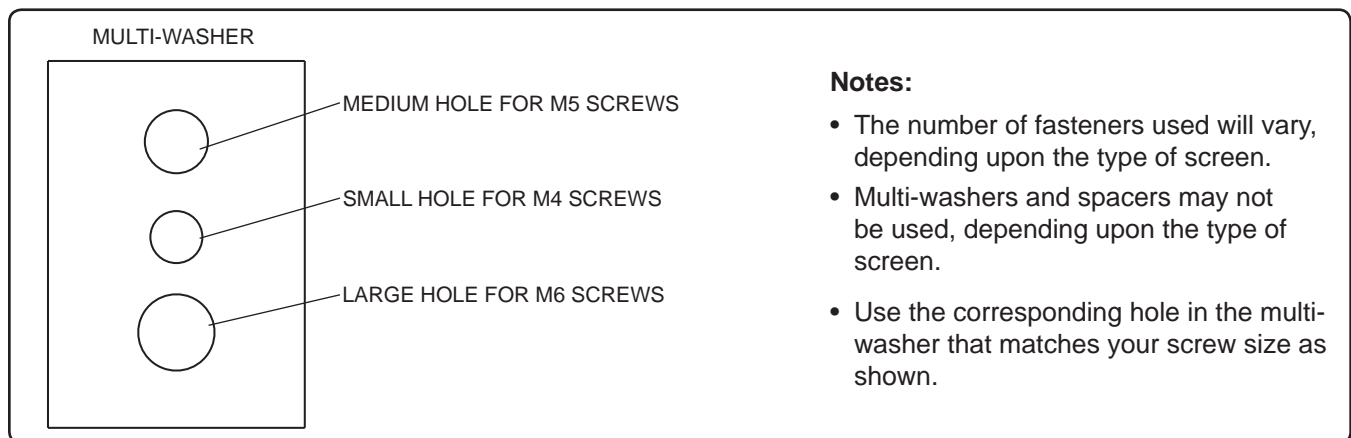 MULTI-WASHER
MEDIUM HOLE FOR M5 SCREWS
SMALL HOLE FOR M4 SCREWS
LARGE HOLE FOR M6 SCREWS
Notes:
• The number of fasteners used will vary,
depending upon the type of screen.
• Multi-washers and spacers may not
be used, depending upon the type of
screen.
• Use the corresponding hole in the multi-
washer that matches your screw size as
shown.